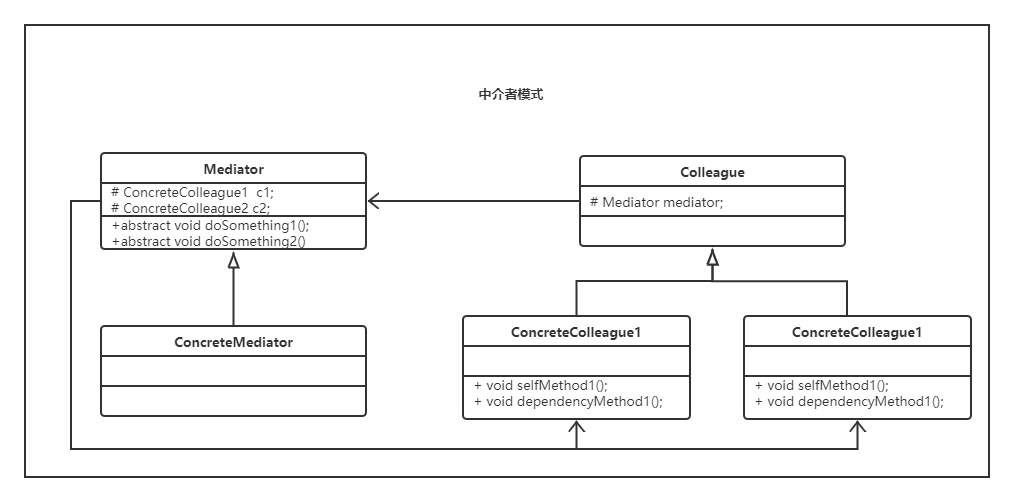 中介者模式
Mediator
# ConcreteColleague1  c1;
# ConcreteColleague2 c2;
+abstract void doSomething1();
+abstract void doSomething2()
Colleague
# Mediator mediator;
ConcreteMediator
ConcreteColleague1
+ void selfMethod1();
+ void dependencyMethod1();
ConcreteColleague1
+ void selfMethod1();
+ void dependencyMethod1();